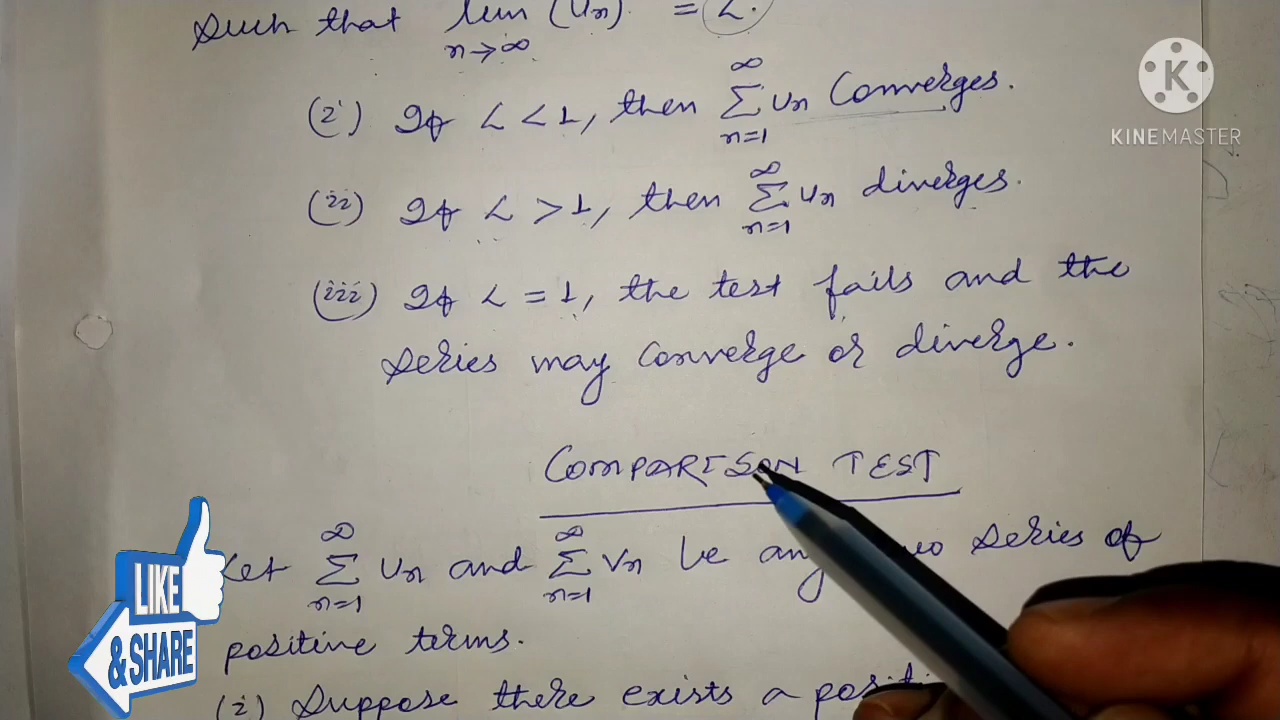 such that lim (un) = L.
n→∞
(i) If L < 1, then ∞∑n=1 un Converges.
(ii) If L > 1, then ∞∑n=1 un diverges.
(iii) If L = 1, the test fails and the
series may converge or diverge.
COMPARISON TEST
Let ∞∑n=1 un and ∞∑n=1 vn be any two series of
positive terms.
(i) Suppose there exists a
K
KINEMASTER
LIKE
& SHARE